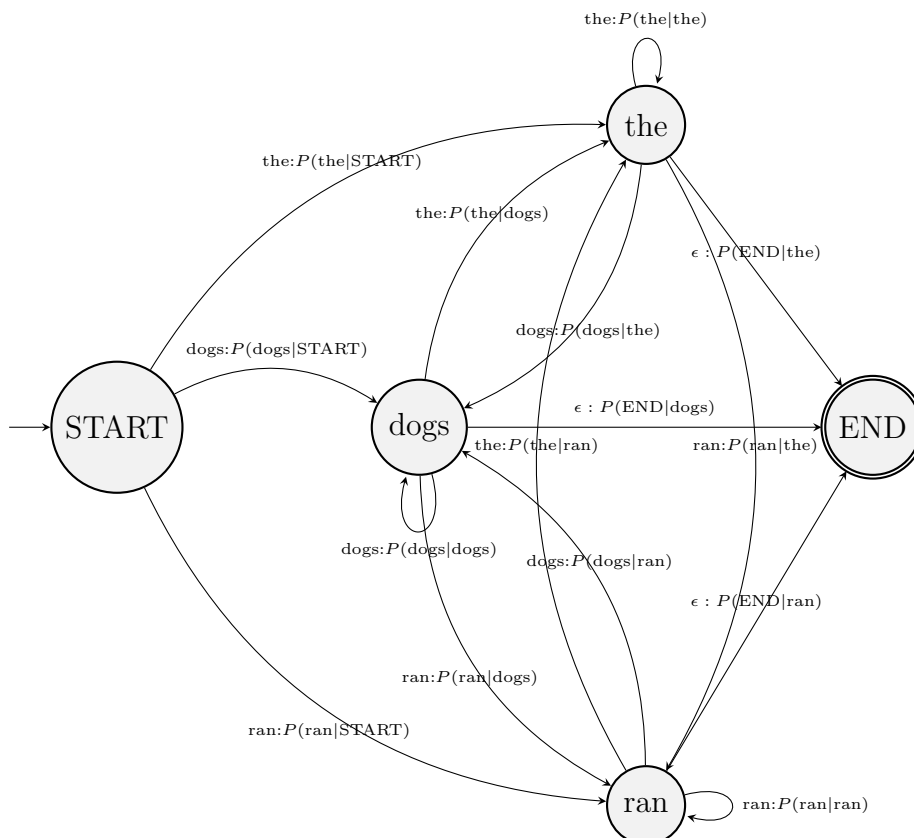 the:P(the|the)
the
the:P(the|START)
the:P(the|dogs)
ϵ : P(END|the)
dogs:P(dogs|the)
dogs:P(dogs|START)
ϵ : P(END|dogs)
START
dogs
END
the:P(the|ran)
ran:P(ran|the)
dogs:P(dogs|dogs)
dogs:P(dogs|ran)
ϵ : P(END|ran)
ran:P(ran|dogs)
ran:P(ran|START)
ran
ran:P(ran|ran)